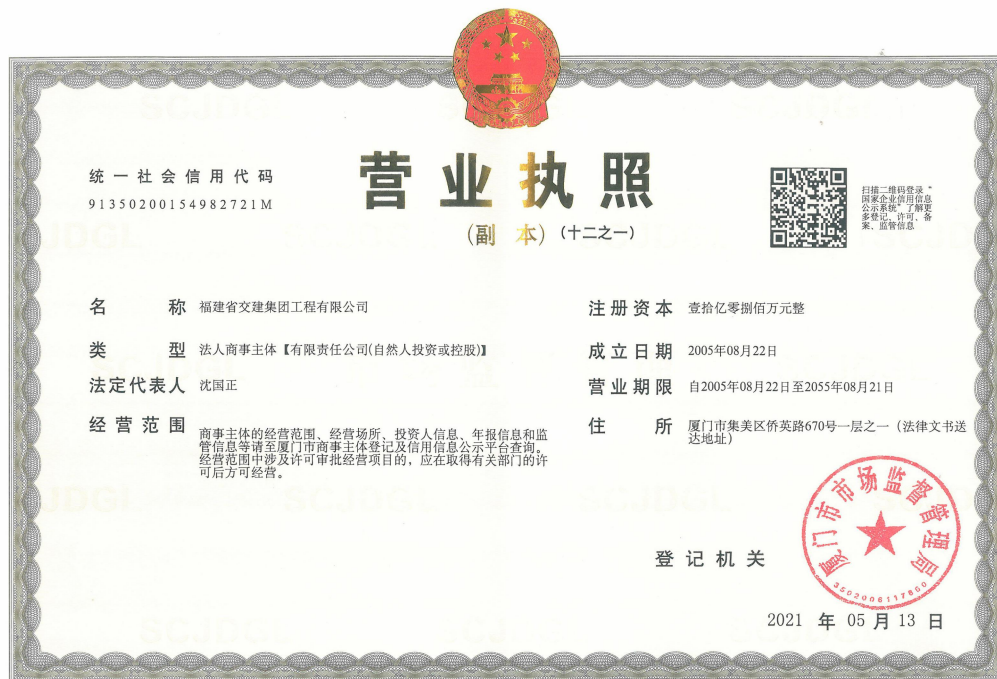 统一社会信用代码
91350200154982721M
营业执照
(副 本) (十二之一)
扫描二维码登录"
国家企业信用信息
公示系统"了解更
多登记、许可、备
案、监管信息
名 称 福建省交建集团工程有限公司
类 型 法人商事主体【有限责任公司(自然人投资或控股)】
法定代表人 沈国正
经营范围 商事主体的经营范围、经营场所、投资人信息、年报信息和监
管信息等请至厦门市商事主体登记及信用信息公示平台查询。
经营范围中涉及许可审批经营项目的，应在取得有关部门的许
可后方可经营。
注册资本 壹拾亿零捌佰万元整
成立日期 2005年08月22日
营业期限 自2005年08月22日至2055年08月21日
住 所 厦门市集美区侨英路670号一层之一（法律文书送
达地址）
登记机关
厦门市市场监督管理局
3502006117850
2021 年 05 月 13 日
SCJDGL